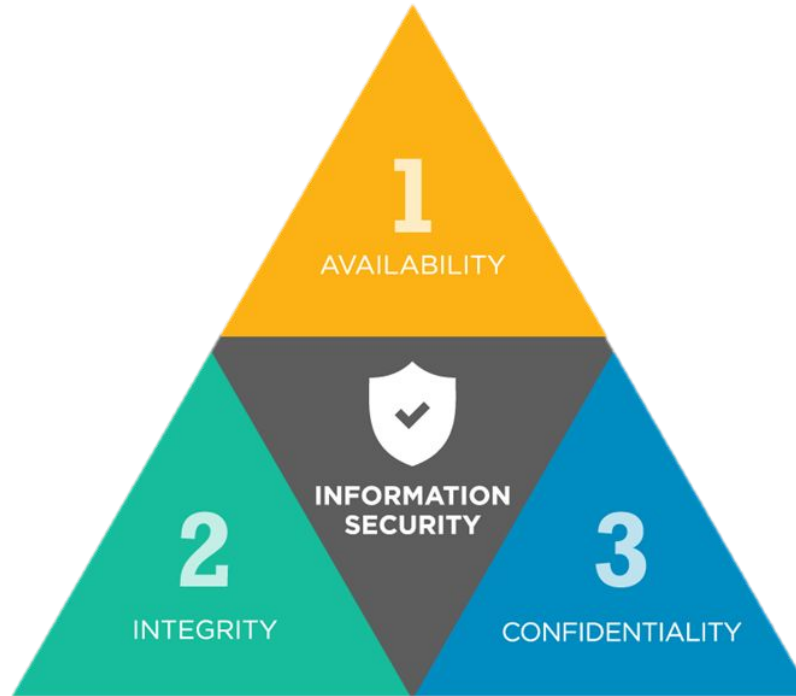 1
AVAILABILITY
INFORMATION
SECURITY
2
INTEGRITY
3
CONFIDENTIALITY